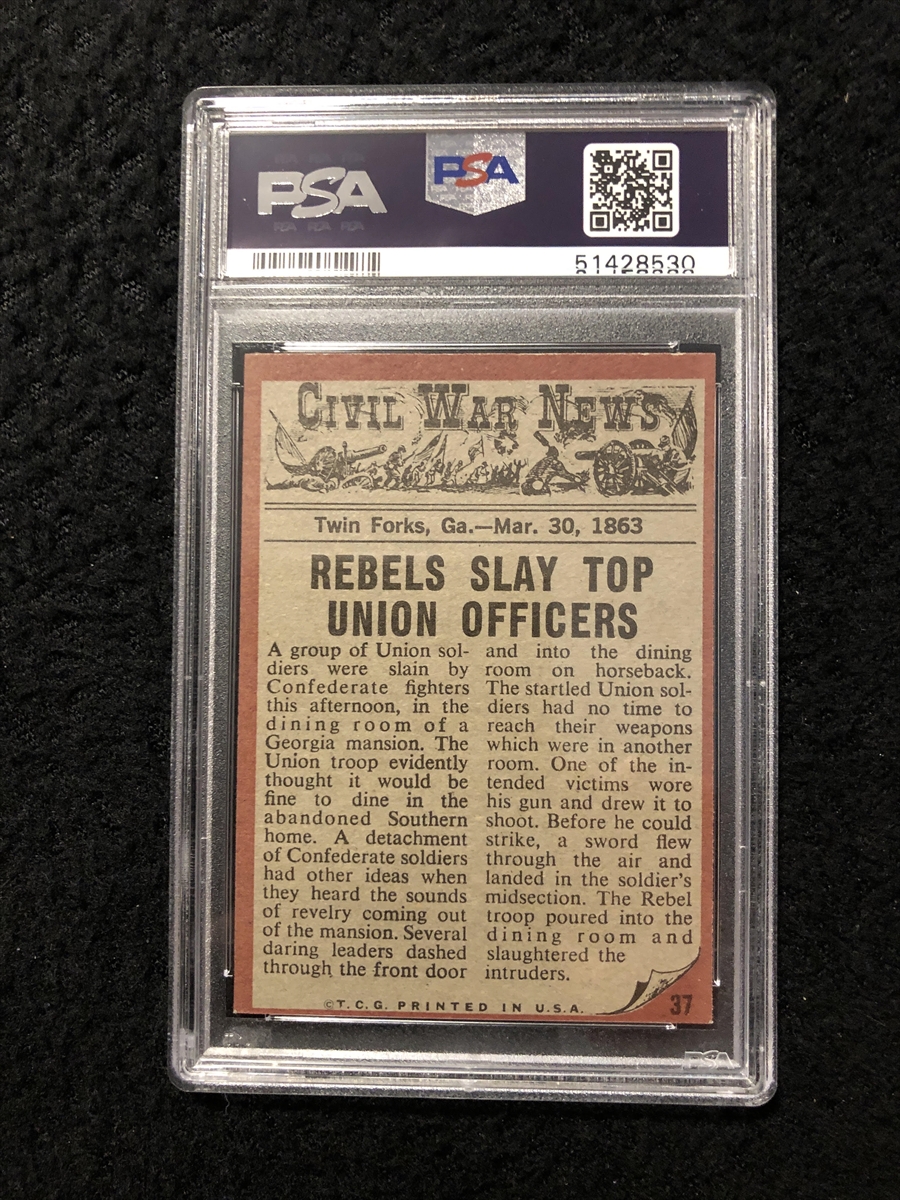 PSA
PSA
51428530
CIVIL WAR NEWS
Twin Forks, Ga.—Mar. 30, 1863
REBELS SLAY TOP
UNION OFFICERS
A group of Union sol-
diers were slain by
Confederate fighters
this afternoon, in the
dining room of a
Georgia mansion. The
Union troop evidently
thought it would be
fine to dine in the
abandoned Southern
home. A detachment
of Confederate soldiers
had other ideas when
they heard the sounds
of revelry coming out
of the mansion. Several
daring leaders dashed
through the front door
and into the dining
room on horseback.
The startled Union sol-
diers had no time to
reach their weapons
which were in another
room. One of the in-
tended victims wore
his gun and drew it to
shoot. Before he could
strike, a sword flew
through the air and
landed in the soldier's
midsection. The Rebel
troop poured into the
dining room and
slaughtered the
intruders.
©T.C.G. PRINTED IN U.S.A.
37
PSA